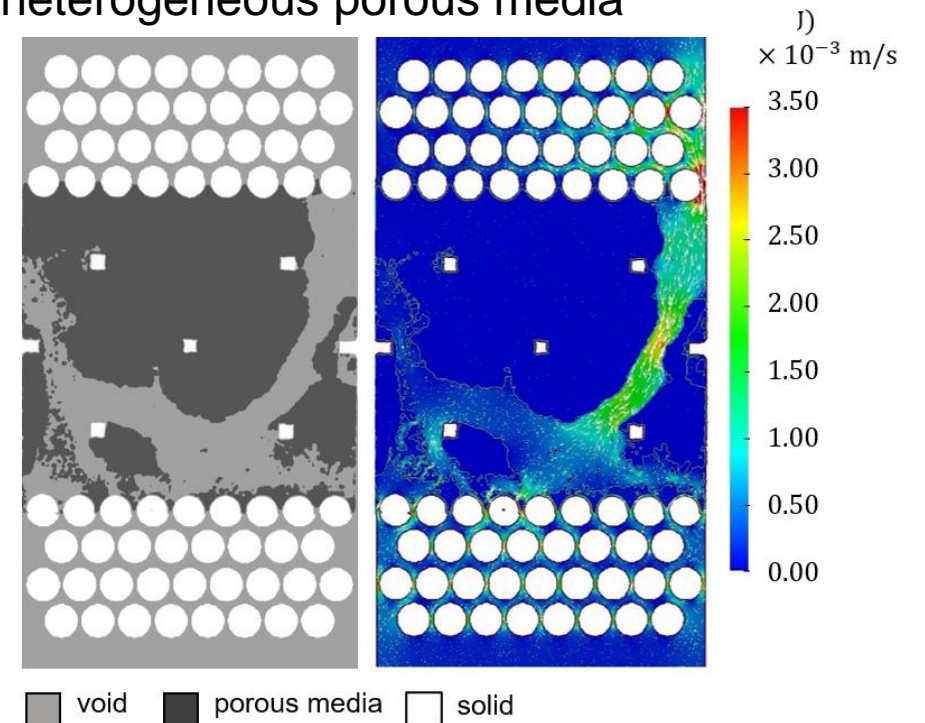 heterogeneous porous media
J)
× 10⁻³ m/s
3.50
3.00
2.50
2.00
1.50
1.00
0.50
0.00
void porous media solid